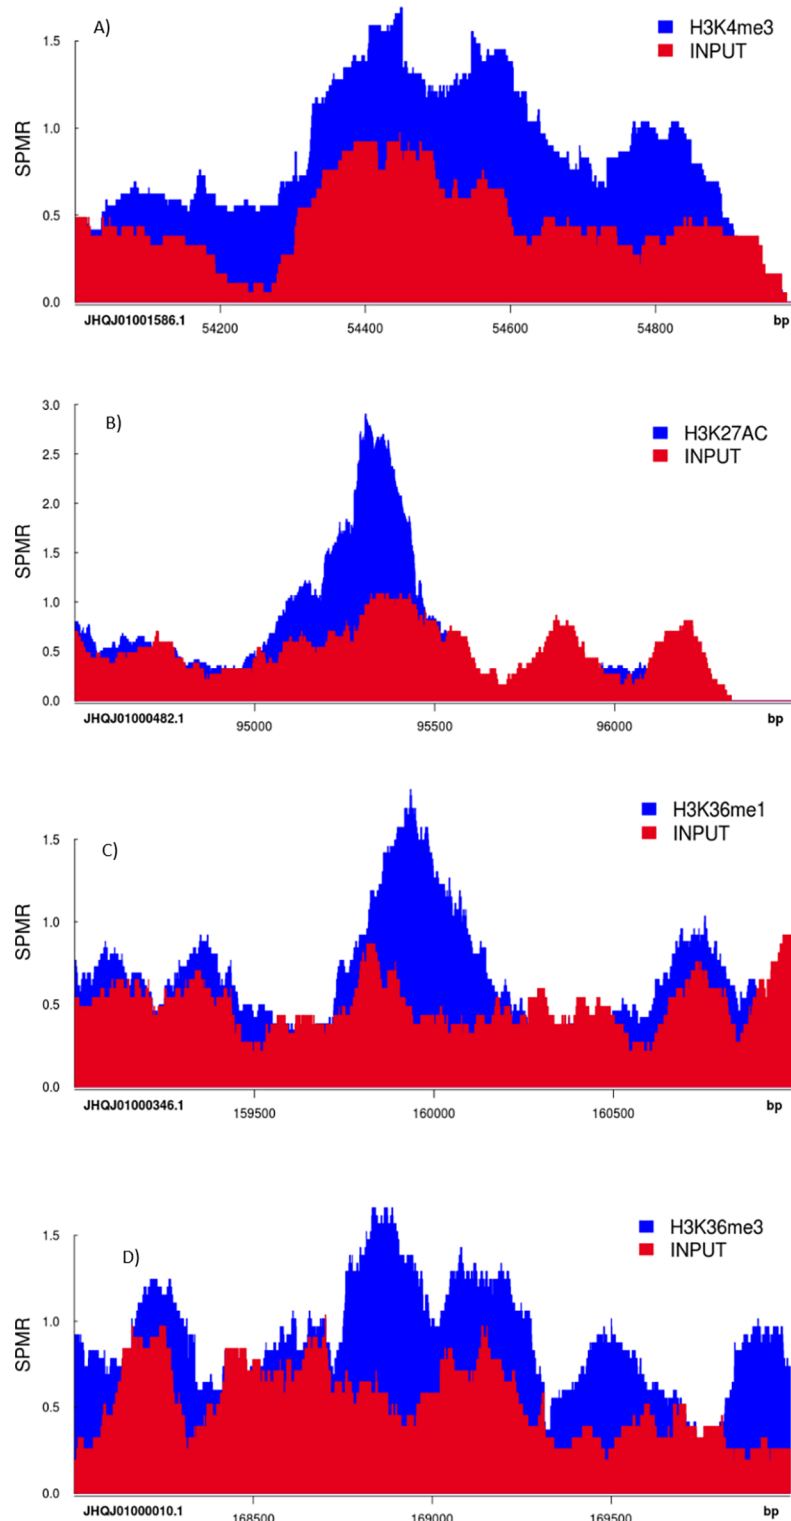 A)
H3K4me3
INPUT
SPMR
1.5
1.0
0.5
0.0
JHQJ01001586.1
54200
54400
54600
54800
bp
B)
H3K27AC
INPUT
SPMR
3.0
2.5
2.0
1.5
1.0
0.5
0.0
JHQJ01000482.1
95000
95500
96000
bp
C)
H3K36me1
INPUT
SPMR
1.5
1.0
0.5
0.0
JHQJ01000346.1
159500
160000
160500
bp
D)
H3K36me3
INPUT
SPMR
1.5
1.0
0.5
0.0
JHQJ01000010.1
168500
169000
169500
bp